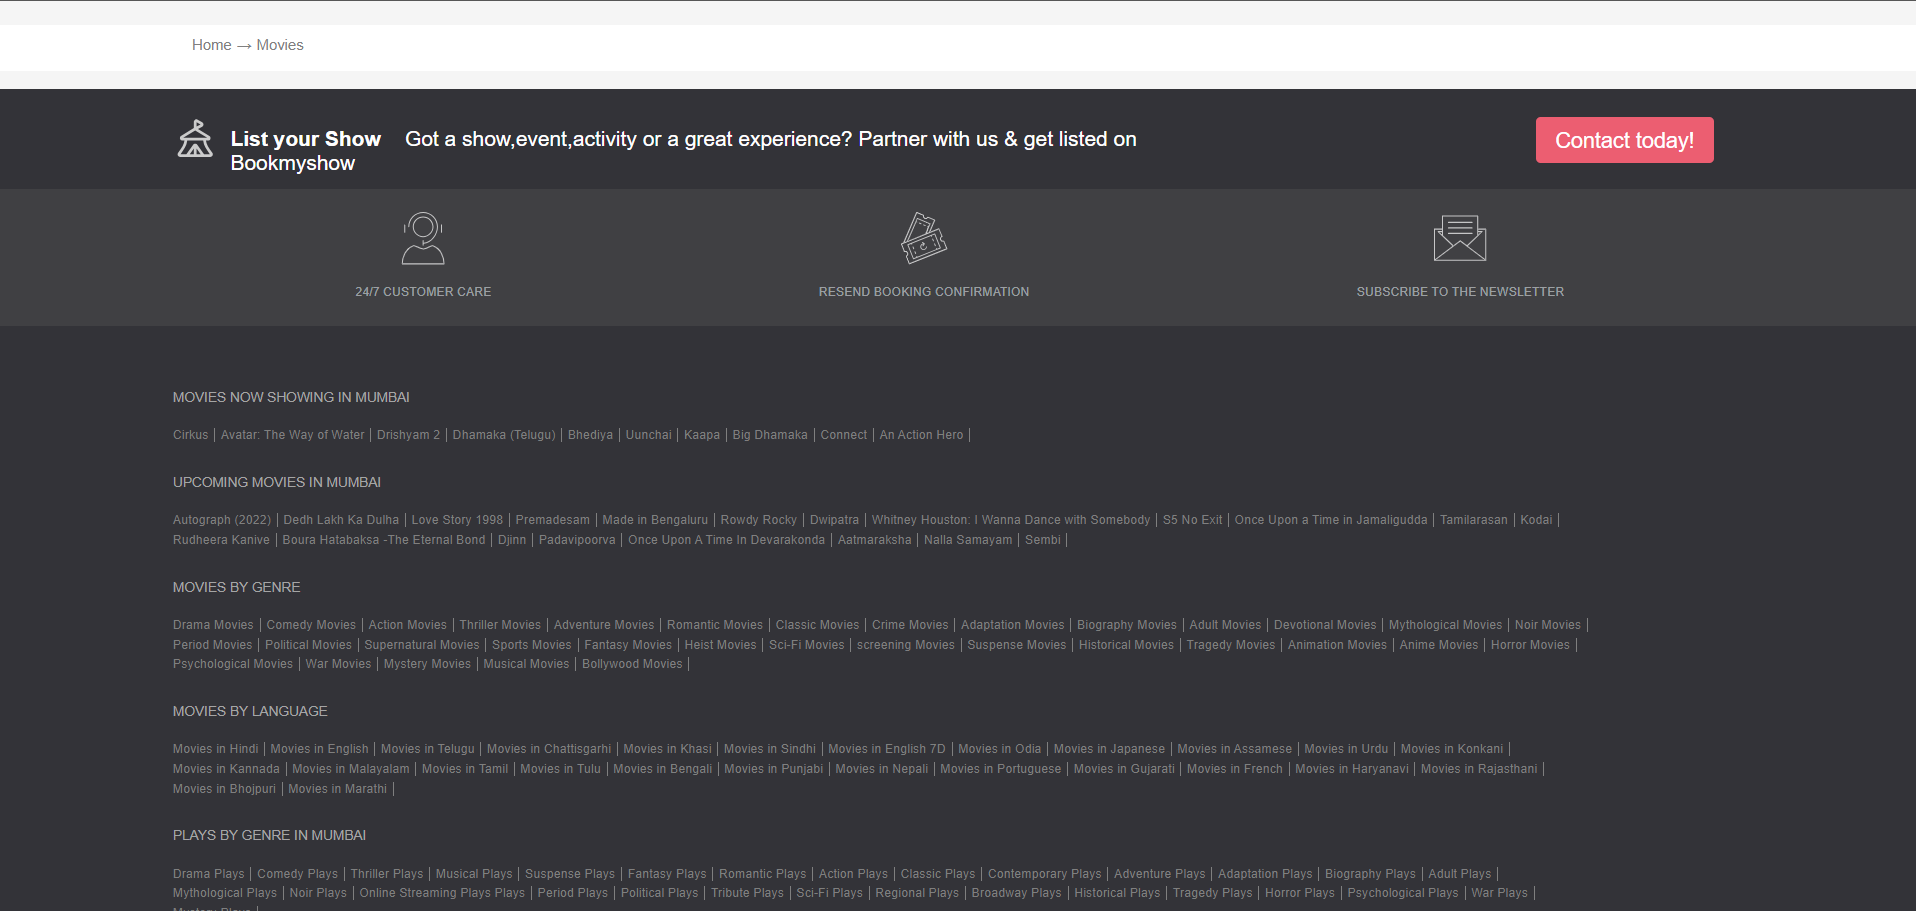 Home → Movies
List your Show Got a show,event,activity or a great experience? Partner with us & get listed on
Bookmyshow
Contact today!
24/7 CUSTOMER CARE
RESEND BOOKING CONFIRMATION
SUBSCRIBE TO THE NEWSLETTER
MOVIES NOW SHOWING IN MUMBAI
Cirkus | Avatar: The Way of Water | Drishyam 2 | Dhamaka (Telugu) | Bhediya | Uunchai | Kaapa | Big Dhamaka | Connect | An Action Hero |
UPCOMING MOVIES IN MUMBAI
Autograph (2022) | Dedh Lakh Ka Dulha | Love Story 1998 | Premadesam | Made in Bengaluru | Rowdy Rocky | Dwipatra | Whitney Houston: I Wanna Dance with Somebody | S5 No Exit | Once Upon a Time in Jamaligudda | Tamilarasan | Kodai |
Rudheera Kanive | Boura Hatabaksa -The Eternal Bond | Djinn | Padavipoorva | Once Upon A Time In Devarakonda | Aatmaraksha | Nalla Samayam | Sembi |
MOVIES BY GENRE
Drama Movies | Comedy Movies | Action Movies | Thriller Movies | Adventure Movies | Romantic Movies | Classic Movies | Crime Movies | Adaptation Movies | Biography Movies | Adult Movies | Devotional Movies | Mythological Movies | Noir Movies |
Period Movies | Political Movies | Supernatural Movies | Sports Movies | Fantasy Movies | Heist Movies | Sci-Fi Movies | screening Movies | Suspense Movies | Historical Movies | Tragedy Movies | Animation Movies | Anime Movies | Horror Movies |
Psychological Movies | War Movies | Mystery Movies | Musical Movies | Bollywood Movies |
MOVIES BY LANGUAGE
Movies in Hindi | Movies in English | Movies in Telugu | Movies in Chattisgarhi | Movies in Khasi | Movies in Sindhi | Movies in English 7D | Movies in Odia | Movies in Japanese | Movies in Assamese | Movies in Urdu | Movies in Konkani |
Movies in Kannada | Movies in Malayalam | Movies in Tamil | Movies in Tulu | Movies in Bengali | Movies in Punjabi | Movies in Nepali | Movies in Portuguese | Movies in Gujarati | Movies in French | Movies in Haryanavi | Movies in Rajasthani |
Movies in Bhojpuri | Movies in Marathi |
PLAYS BY GENRE IN MUMBAI
Drama Plays | Comedy Plays | Thriller Plays | Musical Plays | Suspense Plays | Fantasy Plays | Romantic Plays | Action Plays | Classic Plays | Contemporary Plays | Adventure Plays | Adaptation Plays | Biography Plays | Adult Plays |
Mythological Plays | Noir Plays | Online Streaming Plays Plays | Period Plays | Political Plays | Tribute Plays | Sci-Fi Plays | Regional Plays | Broadway Plays | Historical Plays | Tragedy Plays | Horror Plays | Psychological Plays | War Plays |
Mystery Plays |